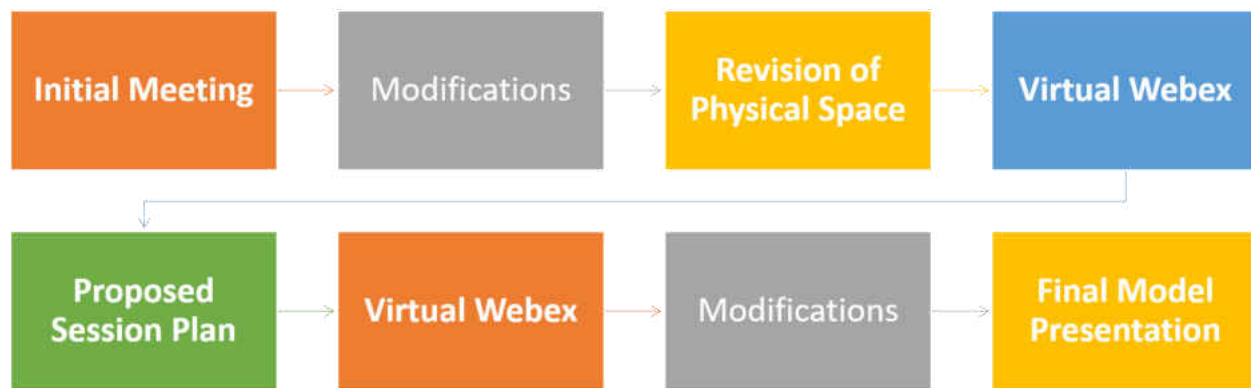 Initial Meeting
Modifications
Revision of
Physical Space
Virtual Webex
Proposed
Session Plan
Virtual Webex
Modifications
Final Model
Presentation